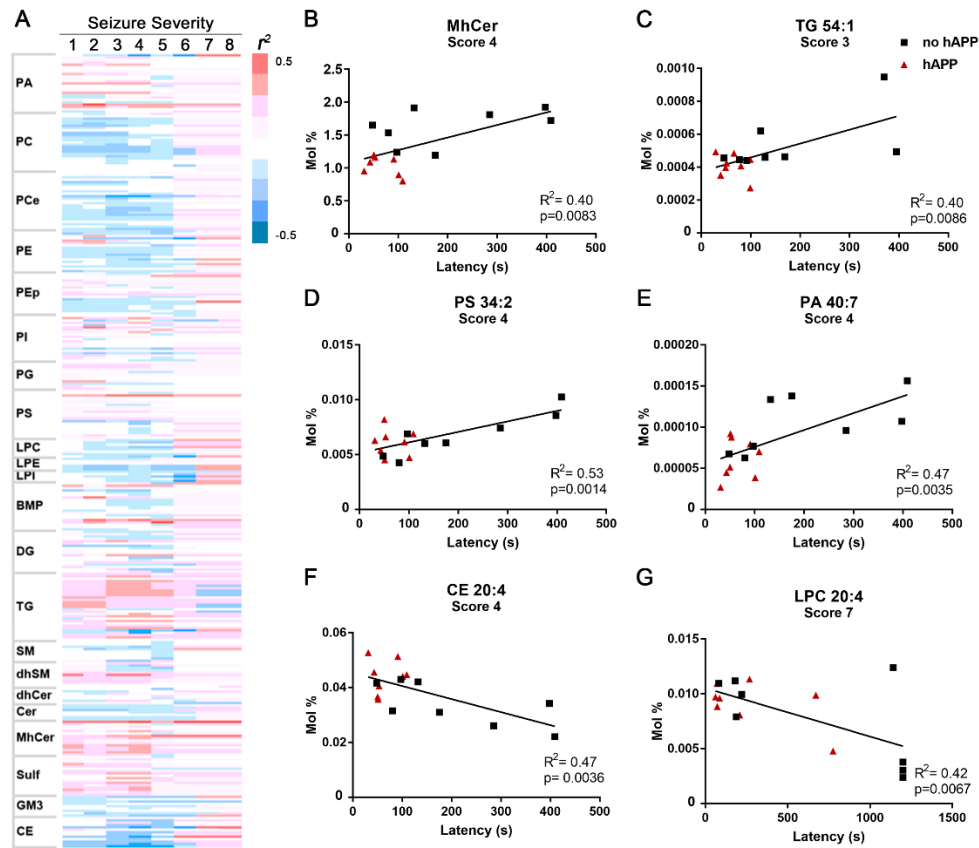 A
Seizure Severity
1 2 3 4 5 6 7 8
r²
0.5
-0.5
PA
PC
PCe
PE
PEp
PI
PG
PS
LPC
LPE
LPI
BMP
DG
TG
SM
dhSM
dhCer
Cer
MhCer
Sulf
GM3
CE
B
MhCer
Score 4
Mol %
2.5
2.0
1.5
1.0
0.5
0
0 100 200 300 400 500
Latency (s)
R²= 0.40
p=0.0083
C
TG 54:1
Score 3
no hAPP
hAPP
Mol %
0.0010
0.0008
0.0006
0.0004
0.0002
0
0 100 200 300 400 500
Latency (s)
R²= 0.40
p=0.0086
D
PS 34:2
Score 4
Mol %
0.015
0.010
0.005
0
0 100 200 300 400 500
Latency (s)
R²= 0.53
p=0.0014
E
PA 40:7
Score 4
Mol %
0.00020
0.00015
0.00010
0.00005
0
0 100 200 300 400 500
Latency (s)
R²= 0.47
p=0.0035
F
CE 20:4
Score 4
Mol %
0.06
0.04
0.02
0
0 100 200 300 400 500
Latency (s)
R²= 0.47
p= 0.0036
G
LPC 20:4
Score 7
Mol %
0.015
0.010
0.005
0.000
0 500 1000 1500
Latency (s)
R²= 0.42
p=0.0067